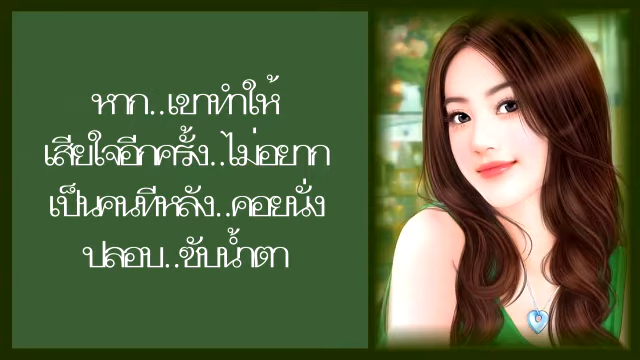 หาก..เขาทำให้
เสียใจอีกครั้ง..ไม่อยาก
เป็นคนทีหลัง..คอยนั่ง
ปลอบ..ซับน้ำตา